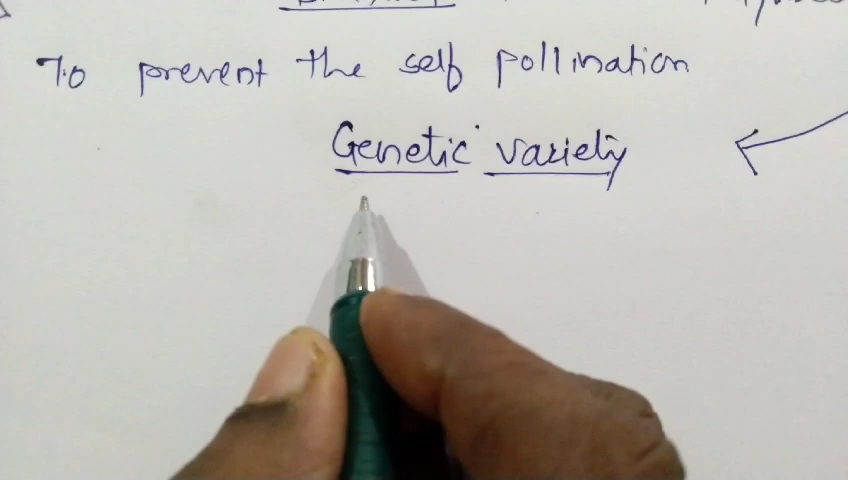 To prevent the self pollination
Genetic variety